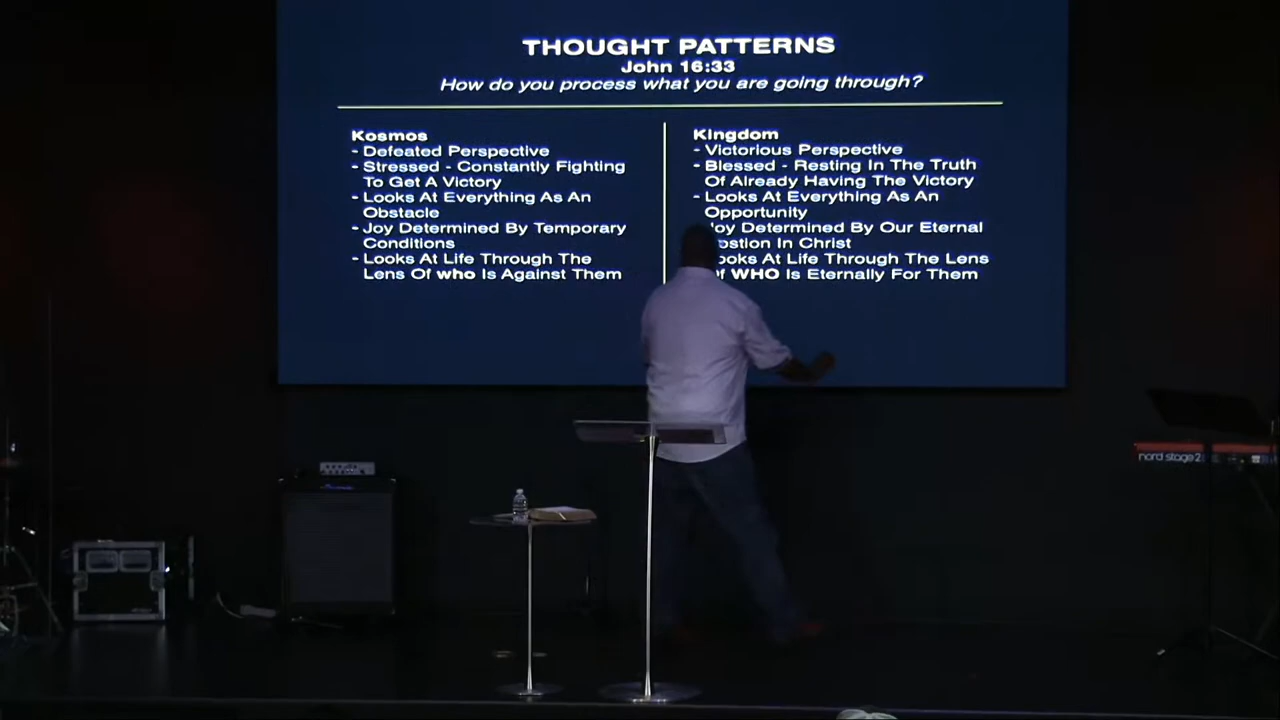 THOUGHT PATTERNS
John 16:33
How do you process what you are going through?
Kosmos
- Defeated Perspective
- Stressed - Constantly Fighting
To Get A Victory
- Looks At Everything As An
Obstacle
- Joy Determined By Temporary
Conditions
- Looks At Life Through The
Lens Of who Is Against Them
Kingdom
- Victorious Perspective
- Blessed - Resting In The Truth
Of Already Having The Victory
- Looks At Everything As An
Opportunity
Joy Determined By Our Eternal
In Christ
Looks At Life Through The Lens
Of WHO Is Eternally For Them
nord stage 2